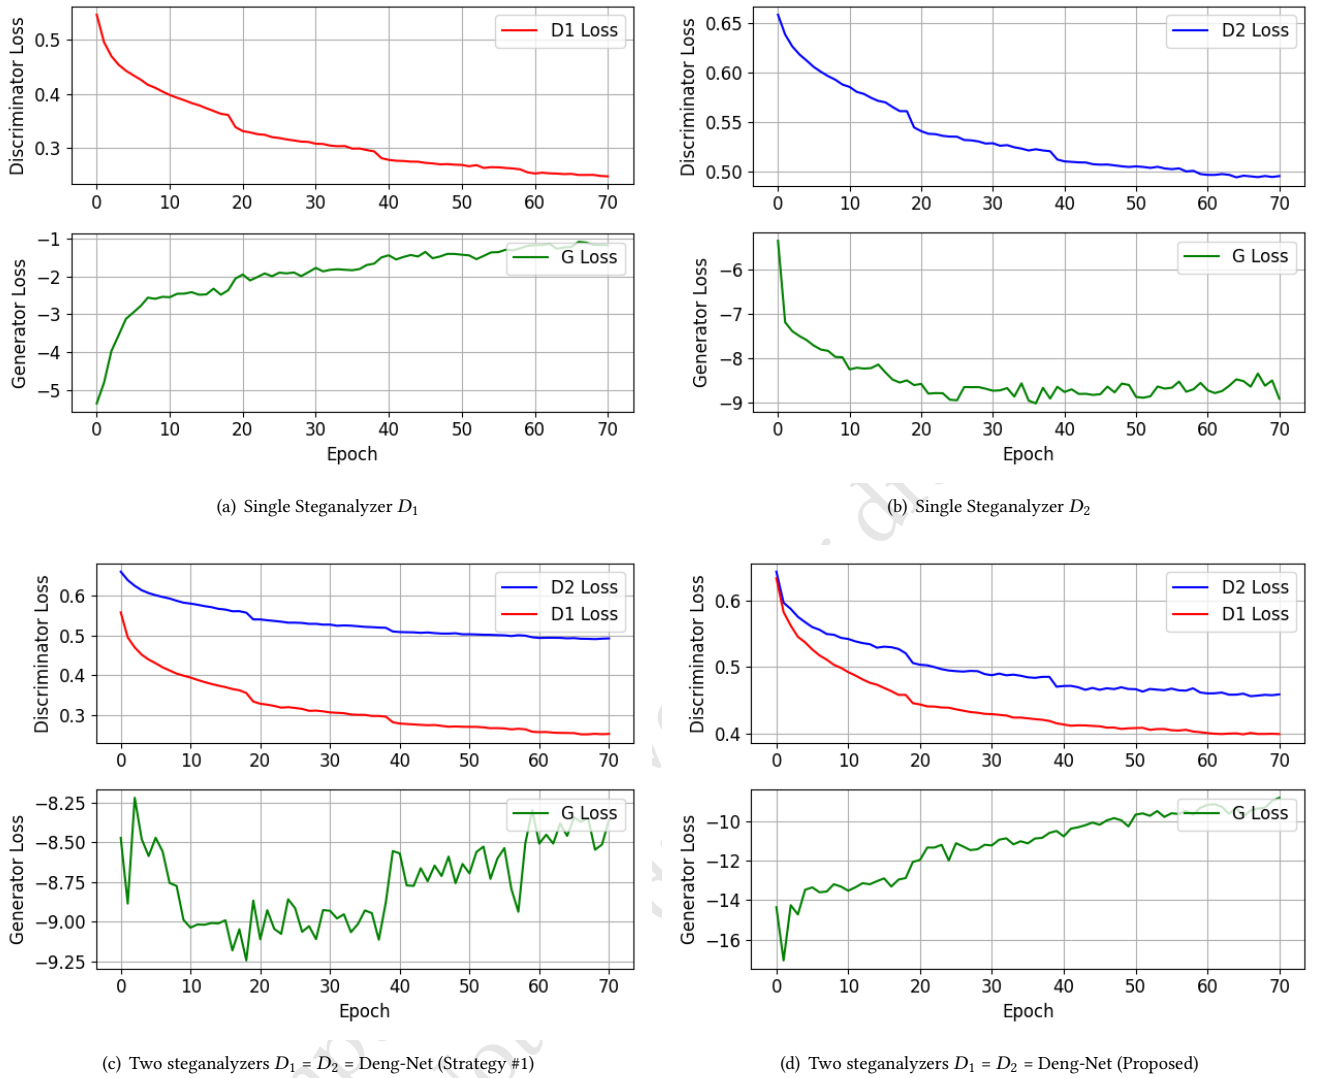 Discriminator Loss
0.5
0.4
0.3
D1 Loss
0 10 20 30 40 50 60 70
Generator Loss
−1
−2
−3
−4
−5
G Loss
0 10 20 30 40 50 60 70
Epoch
(a) Single Steganalyzer D₁
Discriminator Loss
0.65
0.60
0.55
0.50
D2 Loss
0 10 20 30 40 50 60 70
Generator Loss
−6
−7
−8
−9
G Loss
0 10 20 30 40 50 60 70
Epoch
(b) Single Steganalyzer D₂
Discriminator Loss
0.6
0.5
0.4
0.3
D2 Loss
D1 Loss
0 10 20 30 40 50 60 70
Generator Loss
−8.25
−8.50
−8.75
−9.00
−9.25
G Loss
0 10 20 30 40 50 60 70
Epoch
(c) Two steganalyzers D₁ = D₂ = Deng-Net (Strategy #1)
Discriminator Loss
0.6
0.5
0.4
D2 Loss
D1 Loss
0 10 20 30 40 50 60 70
Generator Loss
−10
−12
−14
−16
G Loss
0 10 20 30 40 50 60 70
Epoch
(d) Two steganalyzers D₁ = D₂ = Deng-Net (Proposed)